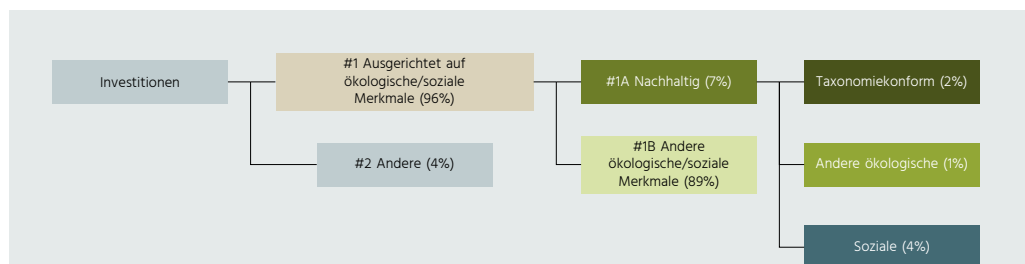 Investitionen
#1 Ausgerichtet auf
ökologische/soziale
Merkmale (96%)
#2 Andere (4%)
#1A Nachhaltig (7%)
#1B Andere
ökologische/soziale
Merkmale (89%)
Taxonomiekonform (2%)
Andere ökologische (1%)
Soziale (4%)